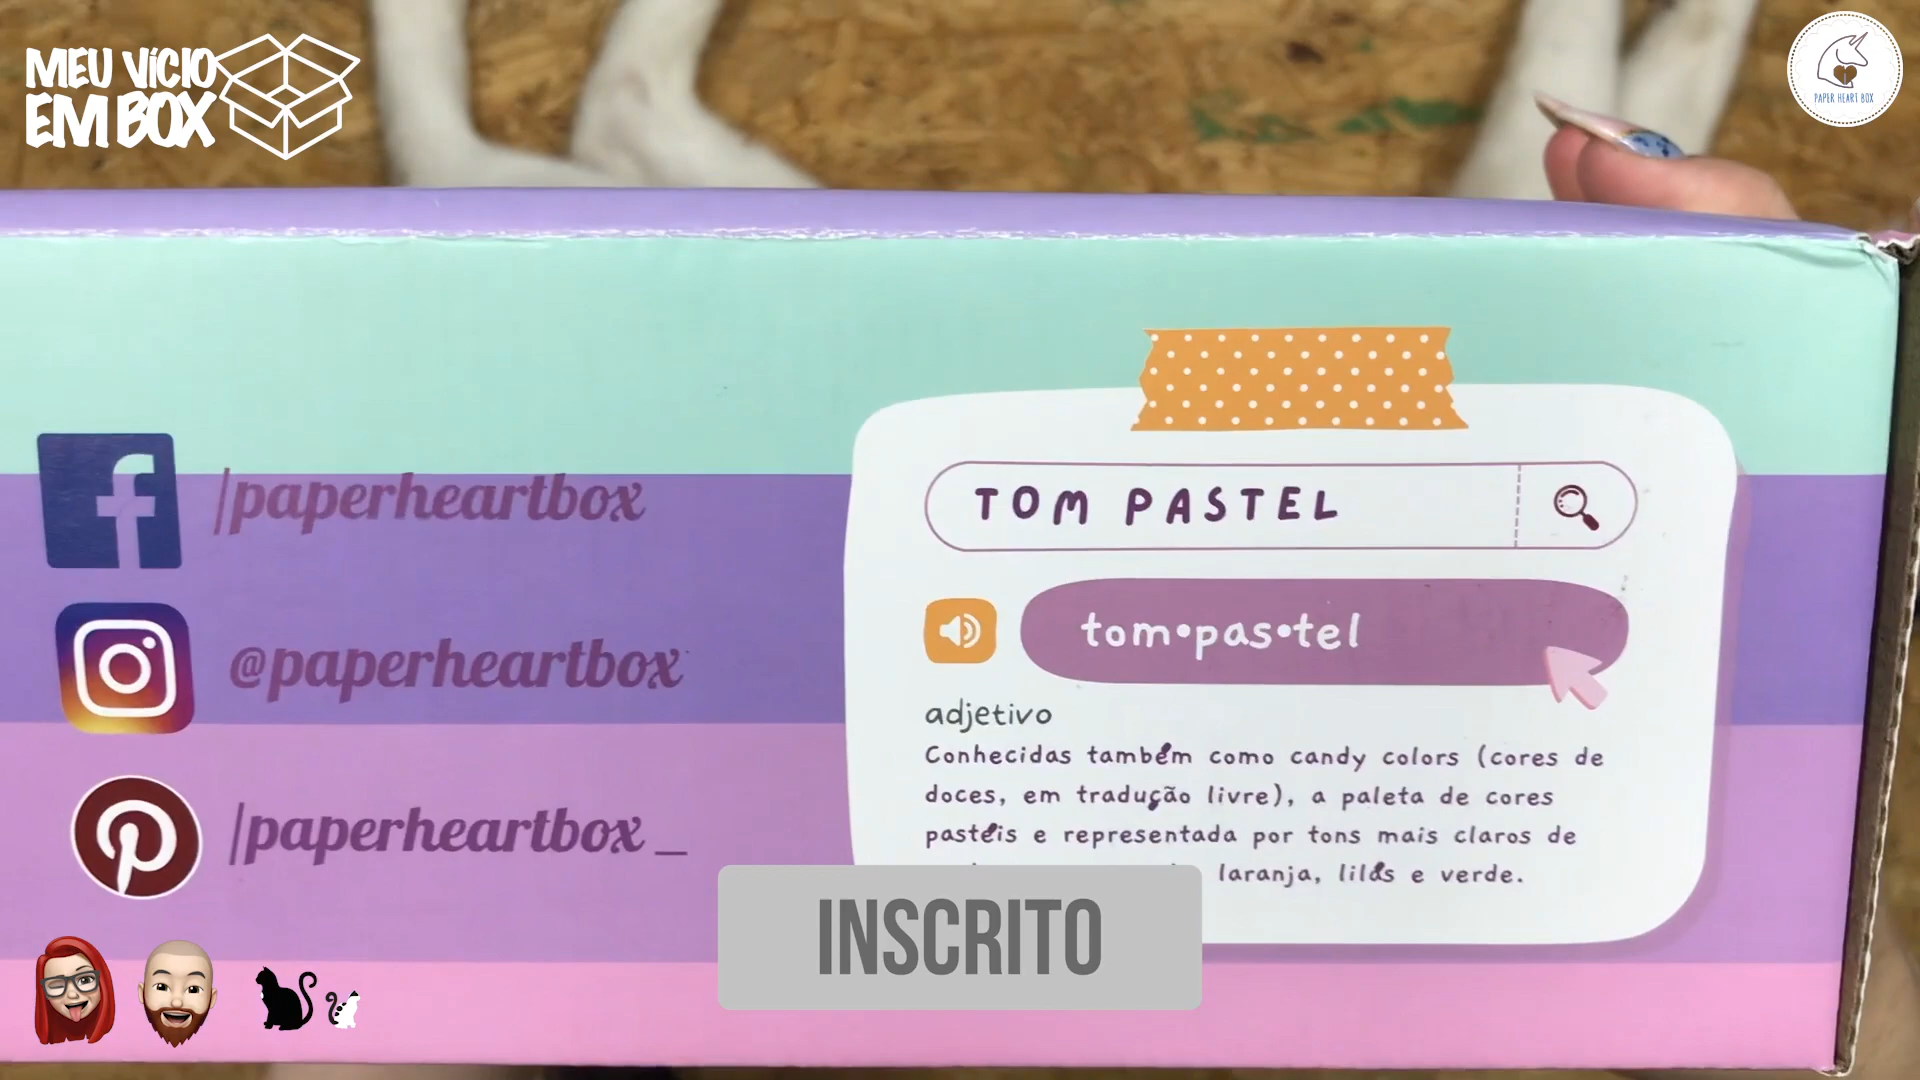 MEU VÍCIO
EM BOX
PAPER HEART BOX
/paperheartbox
@paperheartbox
/paperheartbox_
TOM PASTEL
tom•pas•tel
adjetivo
Conhecidas também como candy colors (cores de
doces, em tradução livre), a paleta de cores
pastéis e representada por tons mais claros de
laranja, lilás e verde.
INSCRITO